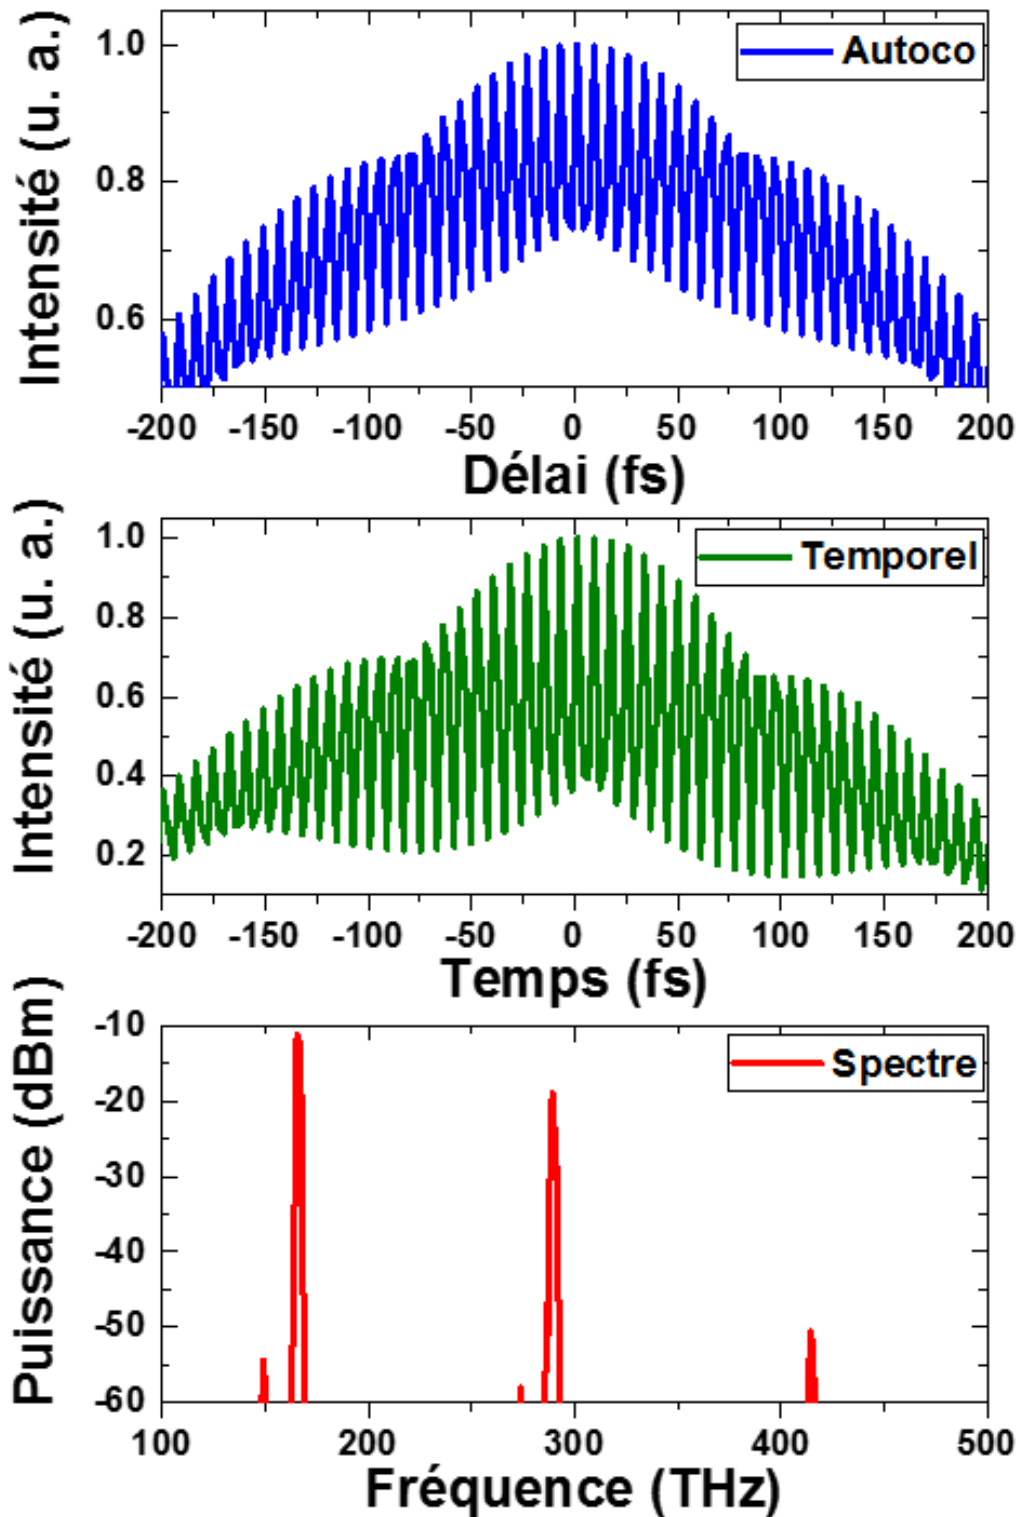 Intensité (u. a.)
1.0
0.8
0.6
Autoco
-200 -150 -100 -50 0 50 100 150 200
Délai (fs)
Intensité (u. a.)
1.0
0.8
0.6
0.4
0.2
Temporel
-200 -150 -100 -50 0 50 100 150 200
Temps (fs)
Puissance (dBm)
-10
-20
-30
-40
-50
-60
Spectre
100 200 300 400 500
Fréquence (THz)